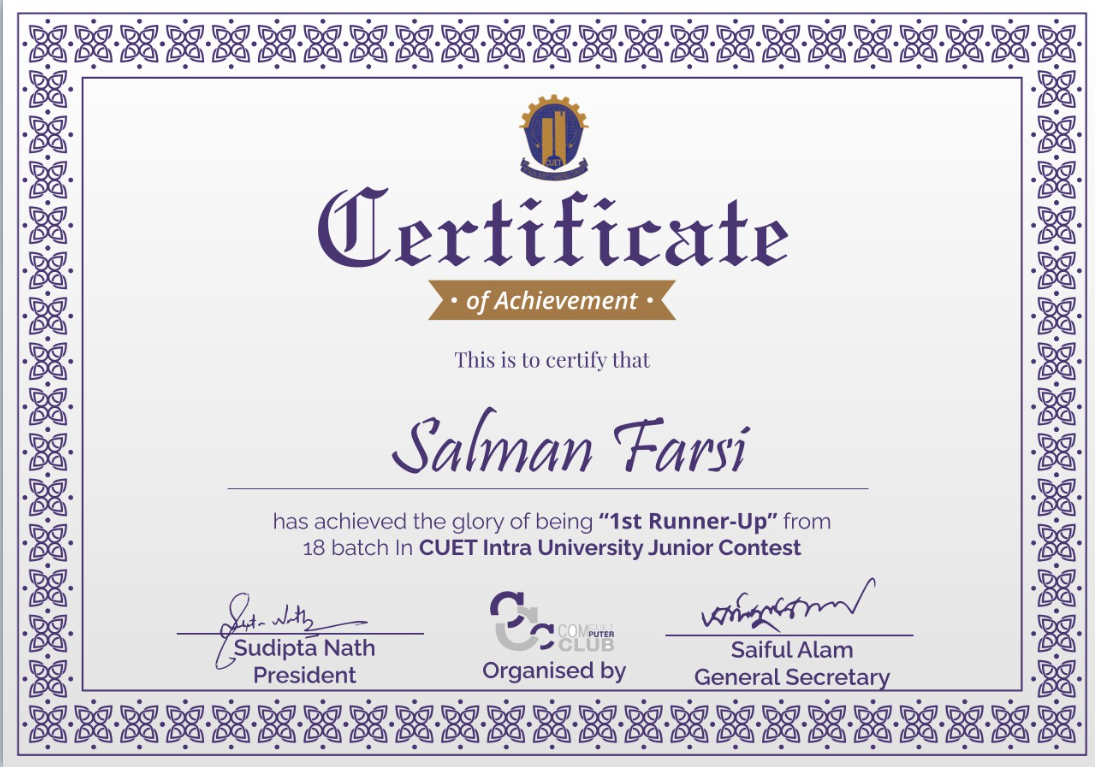 CUET
Certificate
• of Achievement •
This is to certify that
Salman Farsi
has achieved the glory of being “1st Runner-Up” from
18 batch In CUET Intra University Junior Contest
Sudipta Nath
President
CUET
COMPUTER
CLUB
Organised by
Saiful Alam
General Secretary